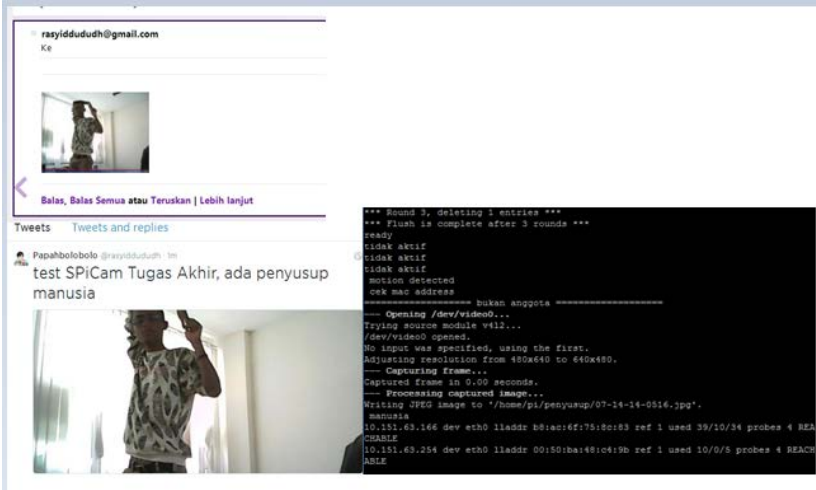 rasyiddududh@gmail.com
Ke
Balas, Balas Semua atau Teruskan | Lebih lanjut
Tweets Tweets and replies
Papahbolobolo @rasyiddududh · 1m
test SPiCam Tugas Akhir, ada penyusup
manusia
*** Round 3, deleting 1 entries ***
*** Flush is complete after 3 rounds ***
ready
tidak aktif
tidak aktif
tidak aktif
motion detected
cek mac address
=================== bukan anggota ===================
--- Opening /dev/video0...
Trying source module v4l2...
/dev/video0 opened.
No input was specified, using the first.
Adjusting resolution from 480x640 to 640x480.
--- Capturing frame...
Captured frame in 0.00 seconds.
--- Processing captured image...
Writing JPEG image to '/home/pi/penyusup/07-14-14-0516.jpg'.
manusia
10.151.63.166 dev eth0 lladdr b8:ac:6f:75:8c:83 ref 1 used 39/10/34 probes 4 REA
CHABLE
10.151.63.254 dev eth0 lladdr 00:50:ba:48:c4:9b ref 1 used 10/0/5 probes 4 REACH
ABLE